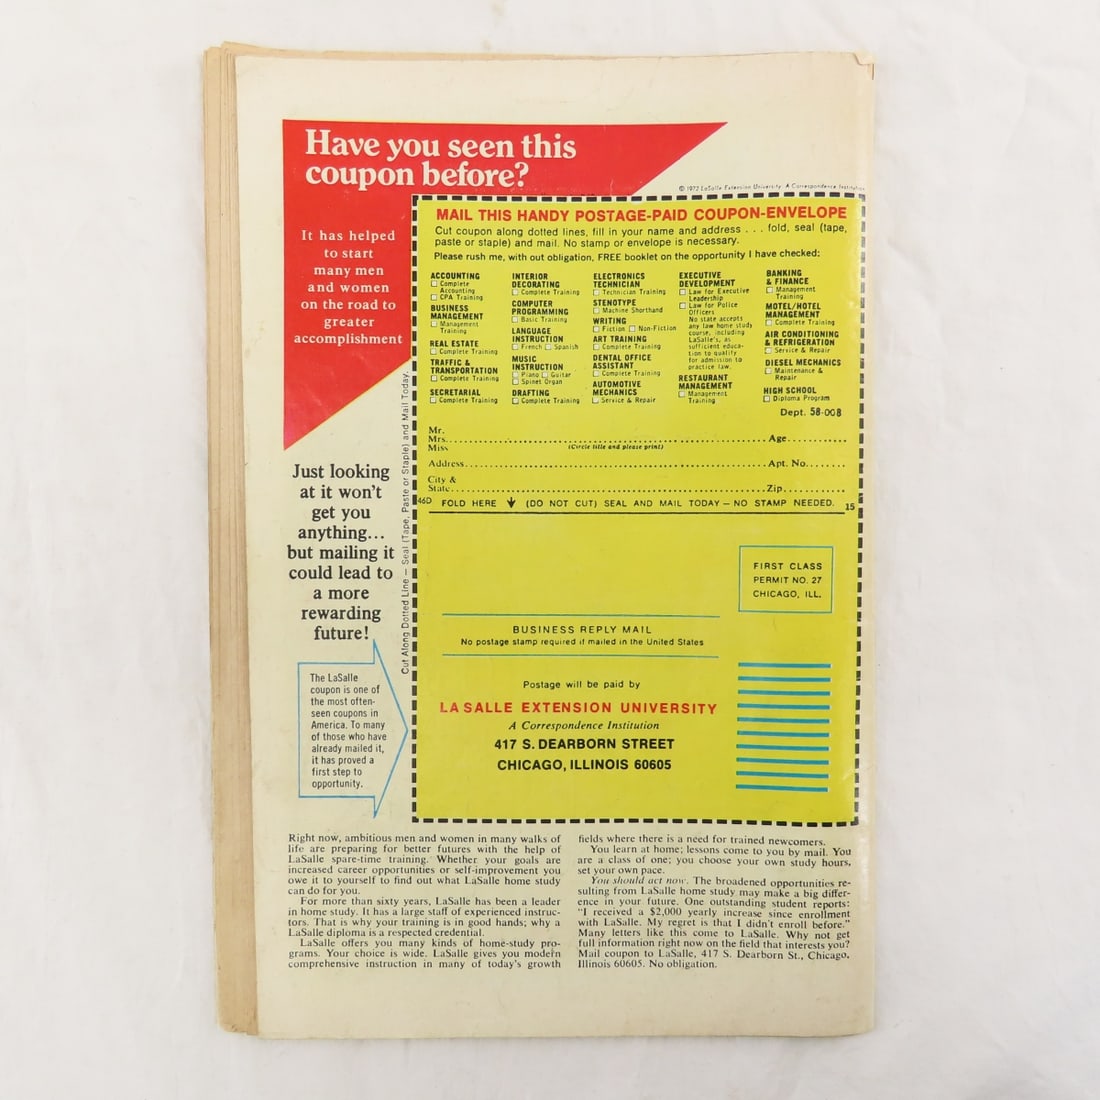 Have you seen this
coupon before?
© 1972 LaSalle Extension University A Correspondence Institution
It has helped
to start
many men
and women
on the road to
greater
accomplishment
MAIL THIS HANDY POSTAGE-PAID COUPON-ENVELOPE
Cut coupon along dotted lines, fill in your name and address . . . fold, seal (tape,
paste or staple) and mail. No stamp or envelope is necessary.
Please rush me, with out obligation, FREE booklet on the opportunity I have checked:
ACCOUNTING
Complete
Accounting
CPA Training
BUSINESS
MANAGEMENT
Management
Training
REAL ESTATE
Complete Training
TRAFFIC &
TRANSPORTATION
Complete Training
SECRETARIAL
Complete Training
INTERIOR
DECORATING
Complete Training
COMPUTER
PROGRAMMING
Basic Training
LANGUAGE
INSTRUCTION
French Spanish
MUSIC
INSTRUCTION
Piano Guitar
Spinet Organ
DRAFTING
Complete Training
ELECTRONICS
TECHNICIAN
Technician Training
STENOTYPE
Machine Shorthand
WRITING
Fiction Non-Fiction
ART TRAINING
Complete Training
DENTAL OFFICE
ASSISTANT
Complete Training
AUTOMOTIVE
MECHANICS
Service & Repair
EXECUTIVE
DEVELOPMENT
Law for Executive
Leadership
Law for Police
Officers
No state accepts
any law home study
course, including
LaSalle's, as
sufficient educa-
tion to qualify
for admission to
practice law.
RESTAURANT
MANAGEMENT
Management
Training
BANKING
& FINANCE
Management
Training
MOTEL/HOTEL
MANAGEMENT
Complete Training
AIR CONDITIONING
& REFRIGERATION
Service & Repair
DIESEL MECHANICS
Maintenance &
Repair
HIGH SCHOOL
Diploma Program
Dept. 58-008
Mr.
Mrs. Age
Miss (Circle title and please print)
Address Apt. No.
City &
State Zip
46D FOLD HERE (DO NOT CUT) SEAL AND MAIL TODAY — NO STAMP NEEDED. 15
Cut Along Dotted Line — Seal (Tape, Paste or Staple) and Mail Today.
Just looking
at it won't
get you
anything...
but mailing it
could lead to
a more
rewarding
future!
The LaSalle
coupon is one of
the most often-
seen coupons in
America. To many
of those who have
already mailed it,
it has proved a
first step to
opportunity.
FIRST CLASS
PERMIT NO. 27
CHICAGO, ILL.
BUSINESS REPLY MAIL
No postage stamp required if mailed in the United States
Postage will be paid by
LA SALLE EXTENSION UNIVERSITY
A Correspondence Institution
417 S. DEARBORN STREET
CHICAGO, ILLINOIS 60605
Right now, ambitious men and women in many walks of
life are preparing for better futures with the help of
LaSalle spare-time training. Whether your goals are
increased career opportunities or self-improvement you
owe it to yourself to find out what LaSalle home study
can do for you.
For more than sixty years, LaSalle has been a leader
in home study. It has a large staff of experienced instruc-
tors. That is why your training is in good hands; why a
LaSalle diploma is a respected credential.
LaSalle offers you many kinds of home-study pro-
grams. Your choice is wide. LaSalle gives you modern
comprehensive instruction in many of today's growth
fields where there is a need for trained newcomers.
You learn at home; lessons come to you by mail. You
are a class of one; you choose your own study hours,
set your own pace.
You should act now. The broadened opportunities re-
sulting from LaSalle home study may make a big differ-
ence in your future. One outstanding student reports:
"I received a $2,000 yearly increase since enrollment
with LaSalle. My regret is that I didn't enroll before."
Many letters like this come to LaSalle. Why not get
full information right now on the field that interests you?
Mail coupon to LaSalle, 417 S. Dearborn St., Chicago,
Illinois 60605. No obligation.